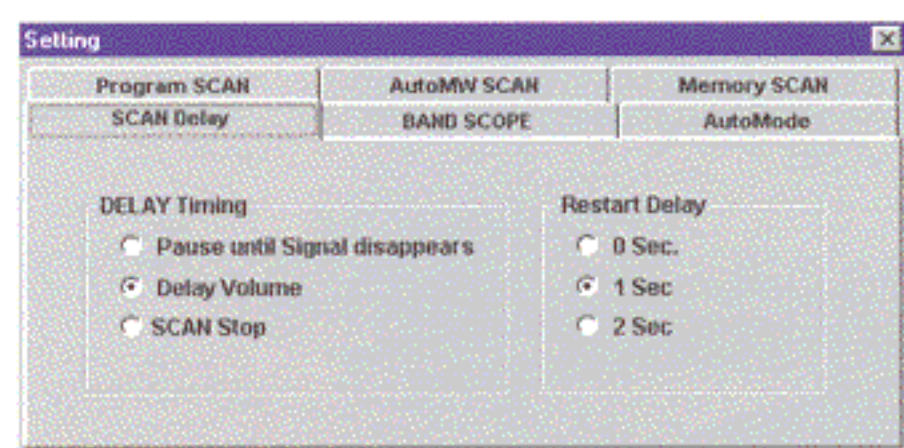 Setting
Program SCAN AutoMW SCAN Memory SCAN
SCAN Delay BAND SCOPE AutoMode
DELAY Timing
Pause until Signal disappears
Delay Volume
SCAN Stop
Restart Delay
0 Sec.
1 Sec
2 Sec